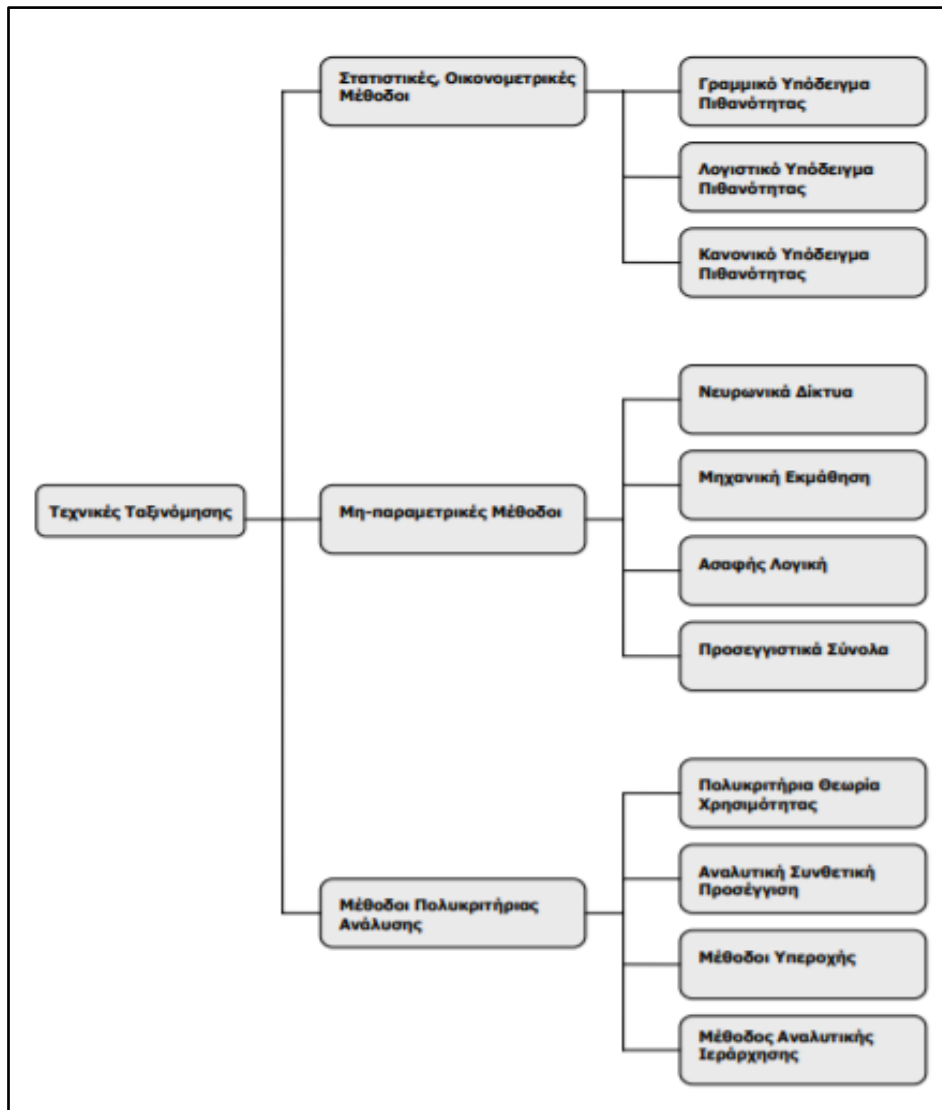 Στατιστικές, Οικονομετρικές
Μέθοδοι
Γραμμικό Υπόδειγμα
Πιθανότητας
Λογιστικό Υπόδειγμα
Πιθανότητας
Κανονικό Υπόδειγμα
Πιθανότητας
Τεχνικές Ταξινόμησης
Μη-παραμετρικές Μέθοδοι
Νευρωνικά Δίκτυα
Μηχανική Εκμάθηση
Ασαφής Λογική
Προσεγγιστικά Σύνολα
Μέθοδοι Πολυκριτήριας
Ανάλυσης
Πολυκριτήρια Θεωρία
Χρησιμότητας
Αναλυτική Συνθετική
Προσέγγιση
Μέθοδοι Υπεροχής
Μέθοδος Αναλυτικής
Ιεράρχησης